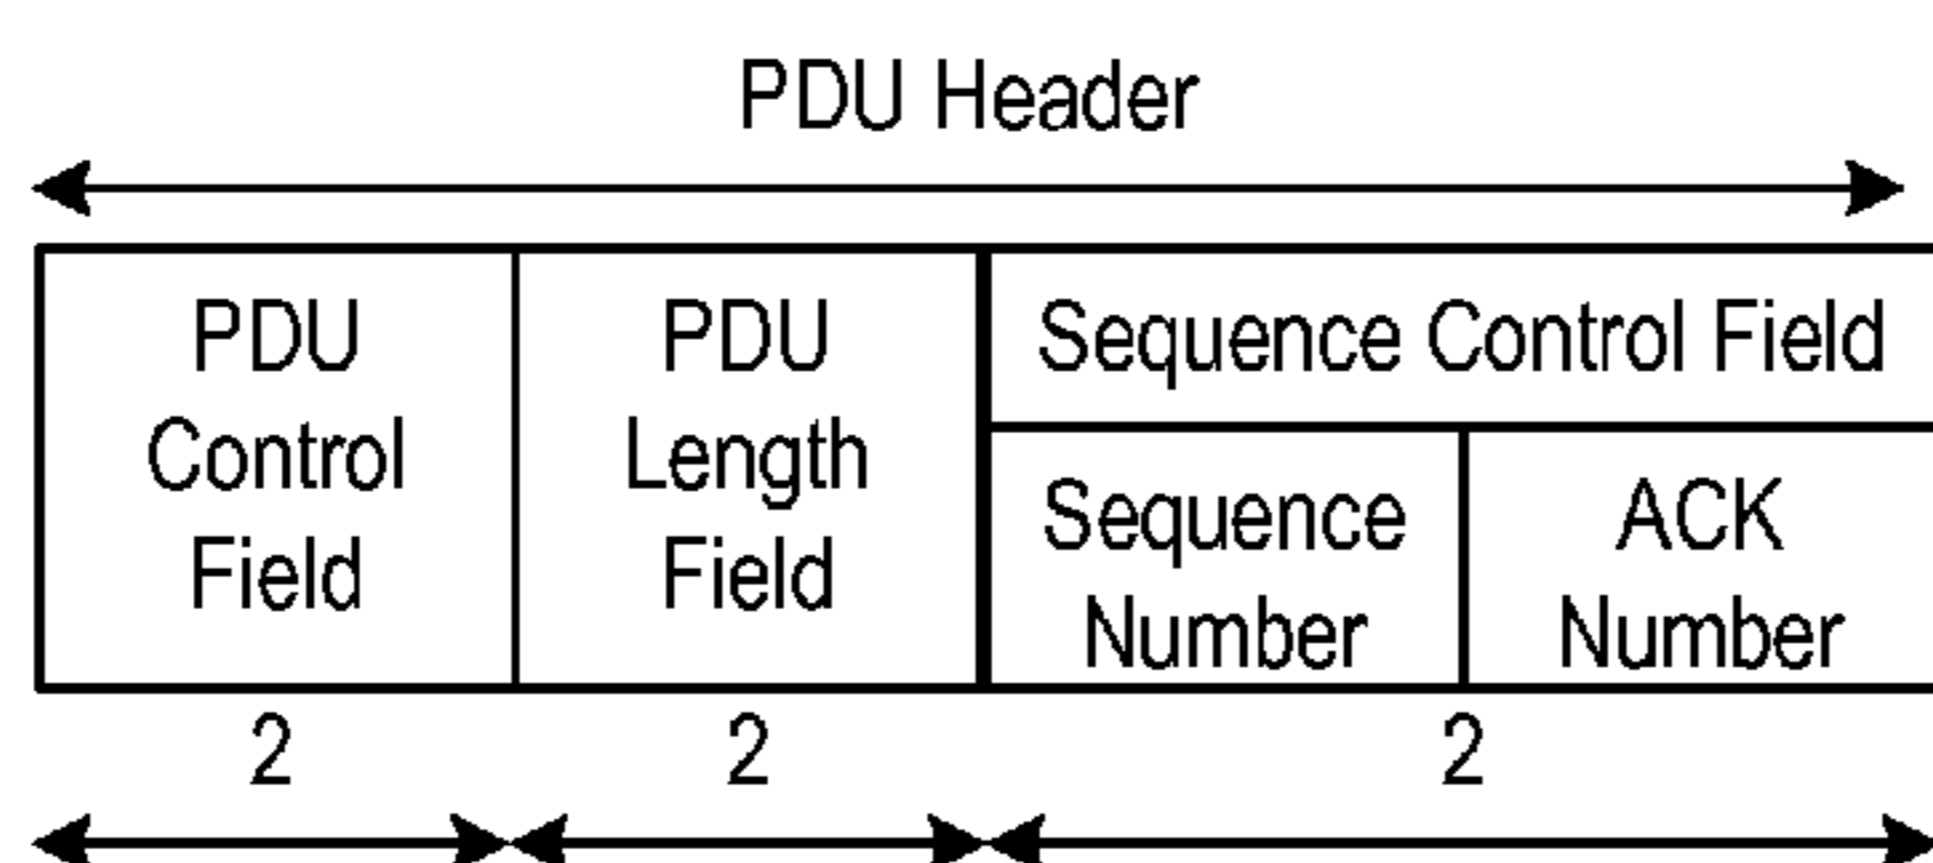 PDU Header
PDU
Control
Field
PDU
Length
Field
Sequence Control Field
Sequence
Number
ACK
Number
2
2
2